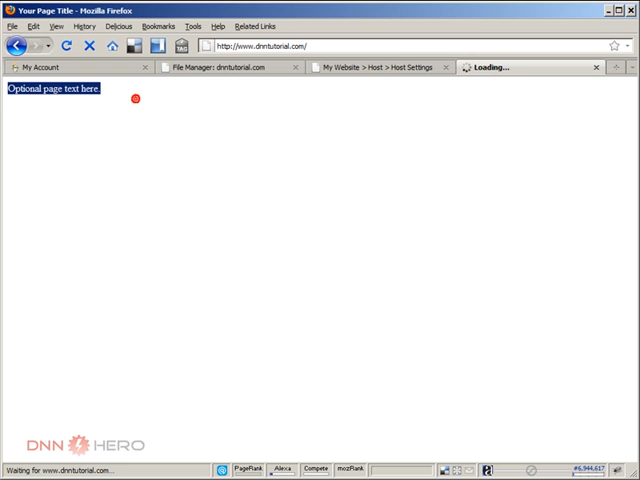 Your Page Title - Mozilla Firefox
File Edit View History Delicious Bookmarks Tools Help Related Links
TAG http://www.dnntutorial.com/
My Account File Manager: dnntutorial.com My Website > Host > Host Settings Loading...
Optional page text here.
DNN HERO
Waiting for www.dnntutorial.com... PageRank Alexa Compete mozRank #6,944,617